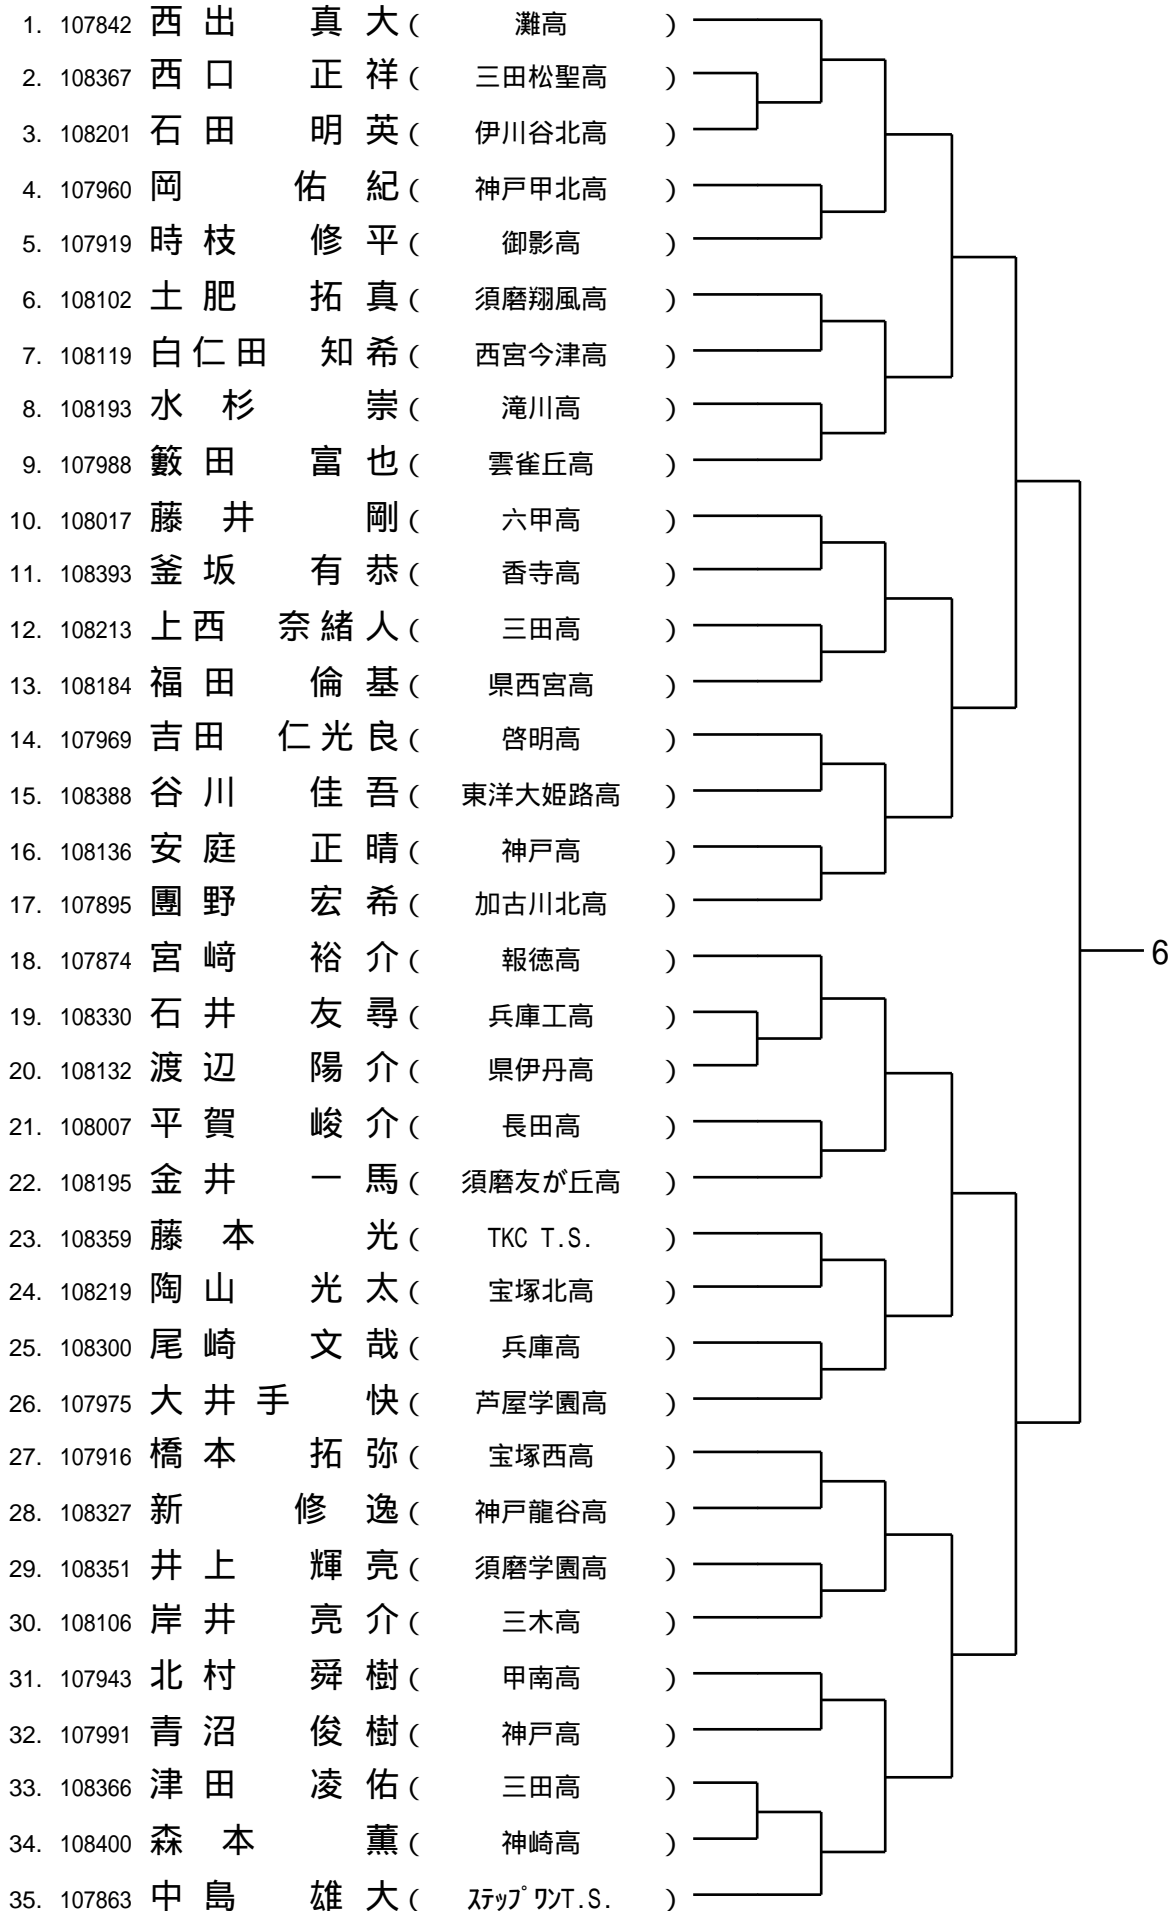 1. 107842 西出 真大 ( 灘高 )
2. 108367 西口 正祥 ( 三田松聖高 )
3. 108201 石田 明英 ( 伊川谷北高 )
4. 107960 岡 佑紀 ( 神戸甲北高 )
5. 107919 時枝 修平 ( 御影高 )
6. 108102 土肥 拓真 ( 須磨翔風高 )
7. 108119 白仁田 知希 ( 西宮今津高 )
8. 108193 水杉 崇 ( 滝川高 )
9. 107988 籔田 富也 ( 雲雀丘高 )
10. 108017 藤井 剛 ( 六甲高 )
11. 108393 釜坂 有恭 ( 香寺高 )
12. 108213 上西 奈緒人 ( 三田高 )
13. 108184 福田 倫基 ( 県西宮高 )
14. 107969 吉田 仁光良 ( 啓明高 )
15. 108388 谷川 佳吾 ( 東洋大姫路高 )
16. 108136 安庭 正晴 ( 神戸高 )
17. 107895 團野 宏希 ( 加古川北高 )
18. 107874 宮﨑 裕介 ( 報徳高 )
6
19. 108330 石井 友尋 ( 兵庫工高 )
20. 108132 渡辺 陽介 ( 県伊丹高 )
21. 108007 平賀 峻介 ( 長田高 )
22. 108195 金井 一馬 ( 須磨友が丘高 )
23. 108359 藤本 光 ( TKC T.S. )
24. 108219 陶山 光太 ( 宝塚北高 )
25. 108300 尾崎 文哉 ( 兵庫高 )
26. 107975 大井手 快 ( 芦屋学園高 )
27. 107916 橋本 拓弥 ( 宝塚西高 )
28. 108327 新 修逸 ( 神戸龍谷高 )
29. 108351 井上 輝亮 ( 須磨学園高 )
30. 108106 岸井 亮介 ( 三木高 )
31. 107943 北村 舜樹 ( 甲南高 )
32. 107991 青沼 俊樹 ( 神戸高 )
33. 108366 津田 凌佑 ( 三田高 )
34. 108400 森本 薫 ( 神崎高 )
35. 107863 中島 雄大 ( ｽﾃｯﾌﾟﾜﾝT.S. )